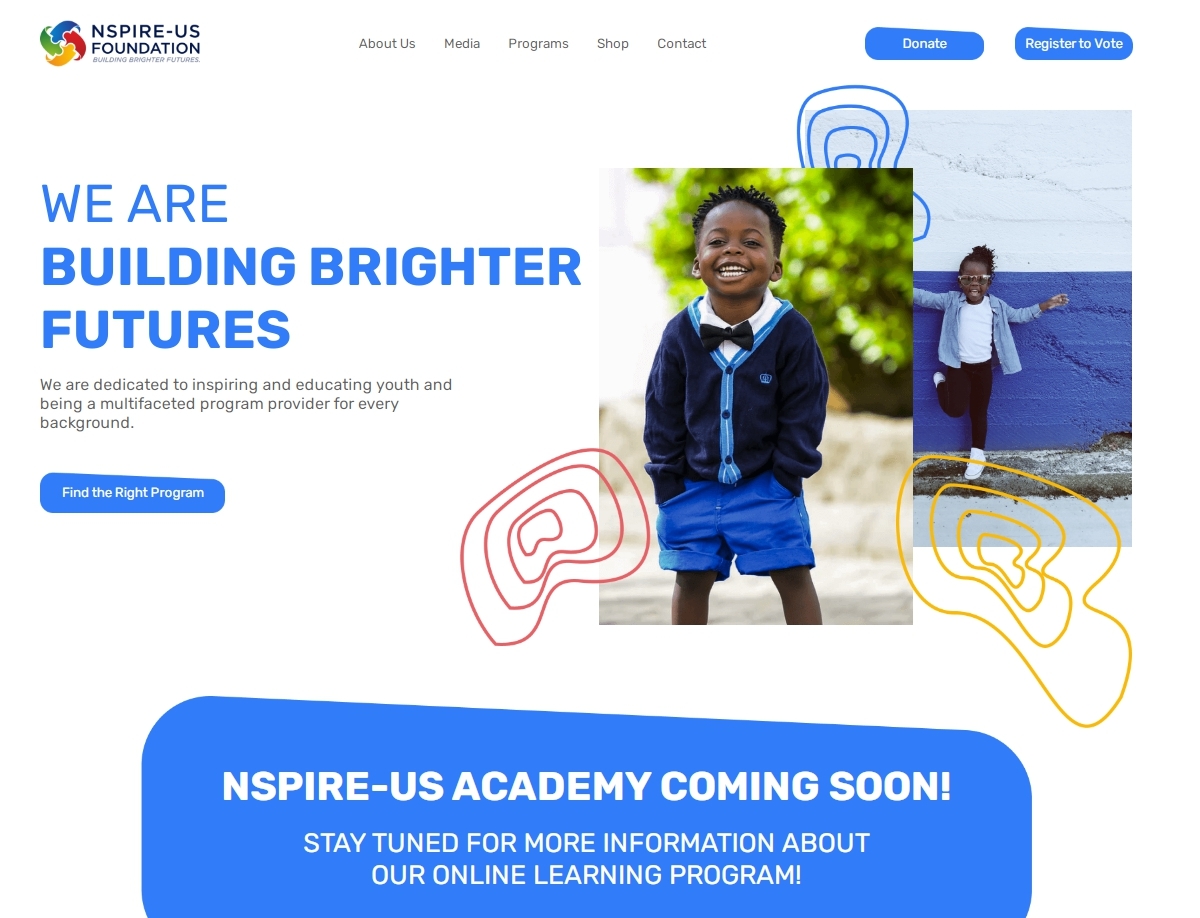 NSPIRE-US
FOUNDATION
BUILDING BRIGHTER FUTURES.
About Us
Media
Programs
Shop
Contact
Donate
Register to Vote
WE ARE
BUILDING BRIGHTER
FUTURES
We are dedicated to inspiring and educating youth and
being a multifaceted program provider for every
background.
Find the Right Program
NSPIRE-US ACADEMY COMING SOON!
STAY TUNED FOR MORE INFORMATION ABOUT
OUR ONLINE LEARNING PROGRAM!